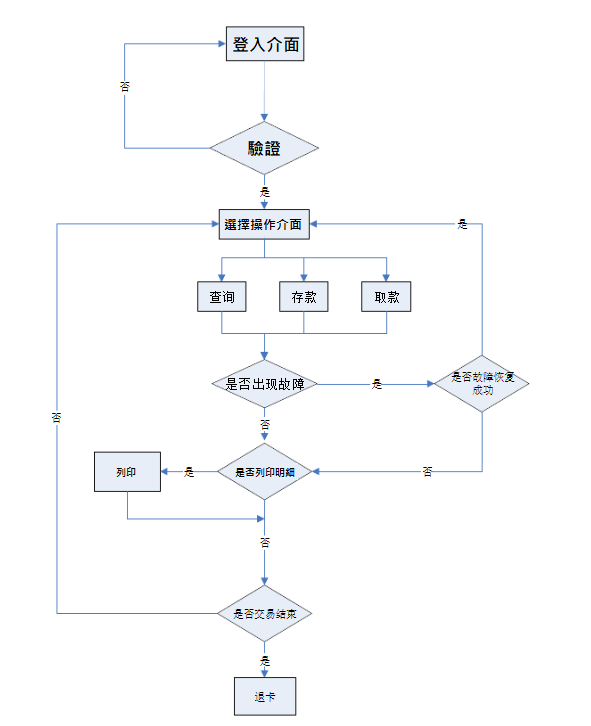 登入介面
否
驗證
是
選擇操作介面
是
查询
存款
取款
是否出现故障
是
是否故障恢复
成功
否
否
是否列印明細
是
列印
否
否
是否交易结束
是
退卡